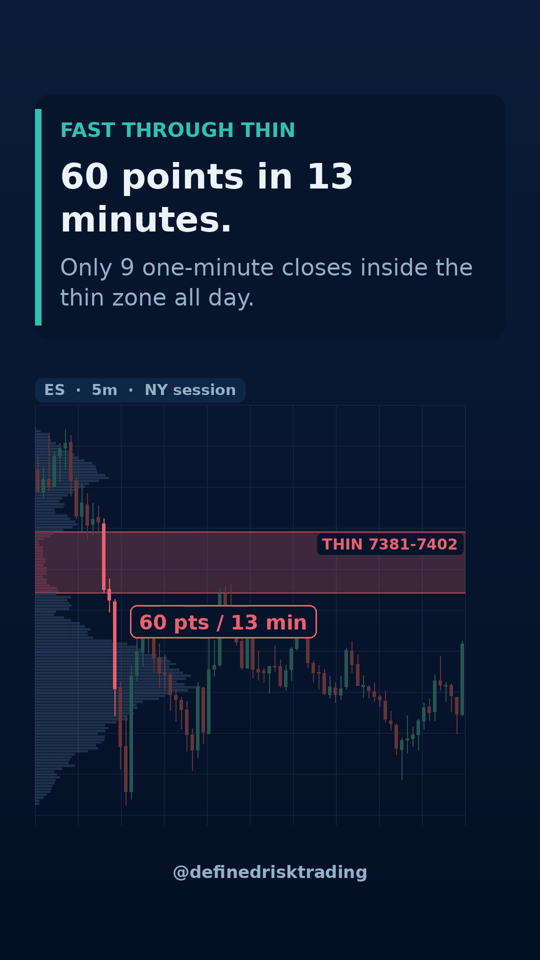 FAST THROUGH THIN
60 points in 13
minutes.
Only 9 one-minute closes inside the
thin zone all day.
ES · 5m · NY session
THIN 7381-7402
60 pts / 13 min
@definedrisktrading